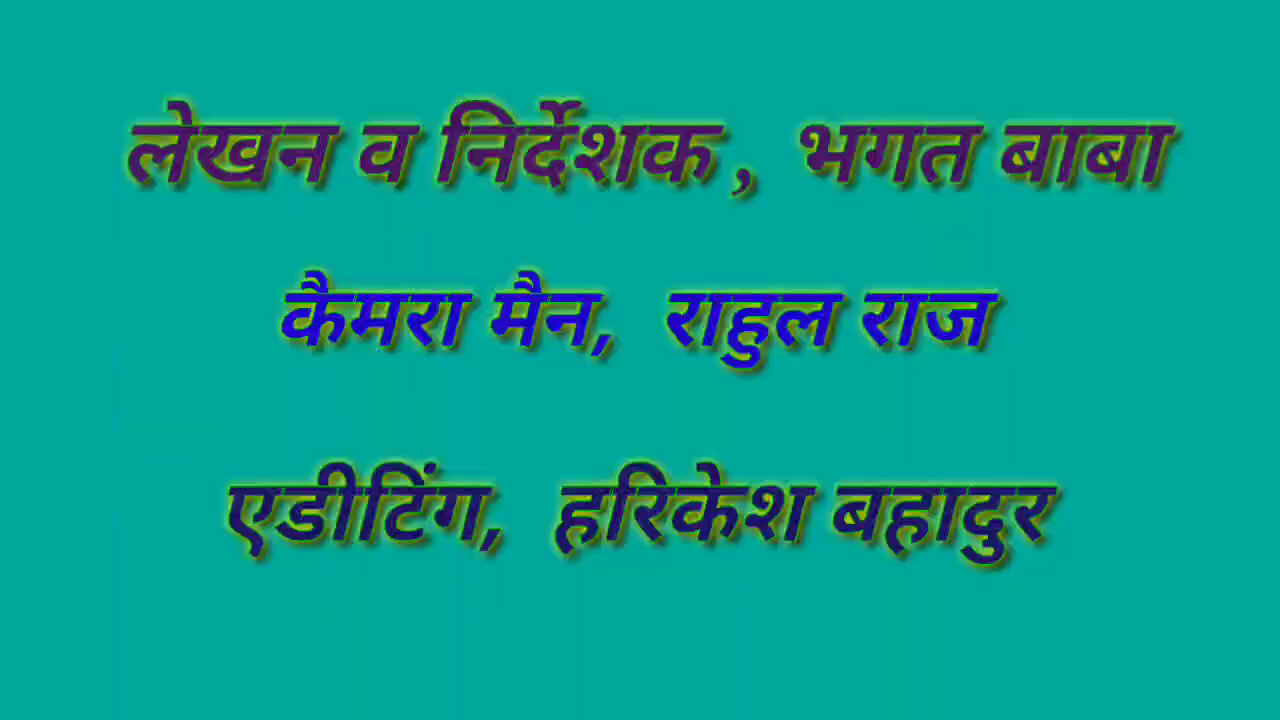 लेखन व निर्देशक , भगत बाबा
कैमरा मैन, राहुल राज
एडीटिंग, हरिकेश बहादुर